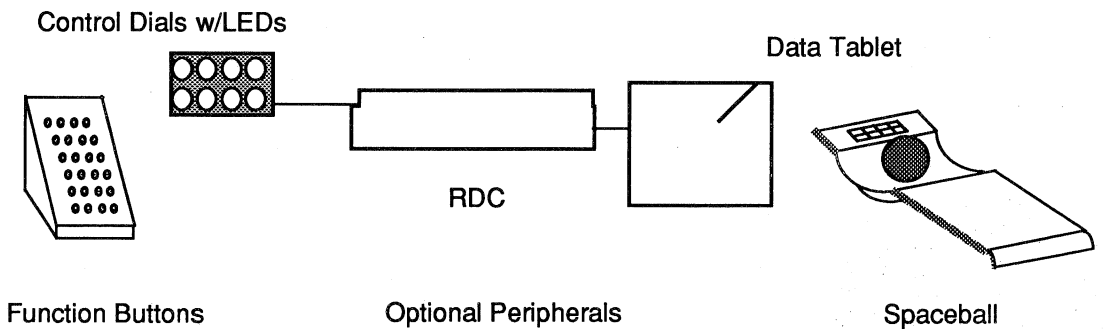 Control Dials w/LEDs
Data Tablet
RDC
Function Buttons
Optional Peripherals
Spaceball